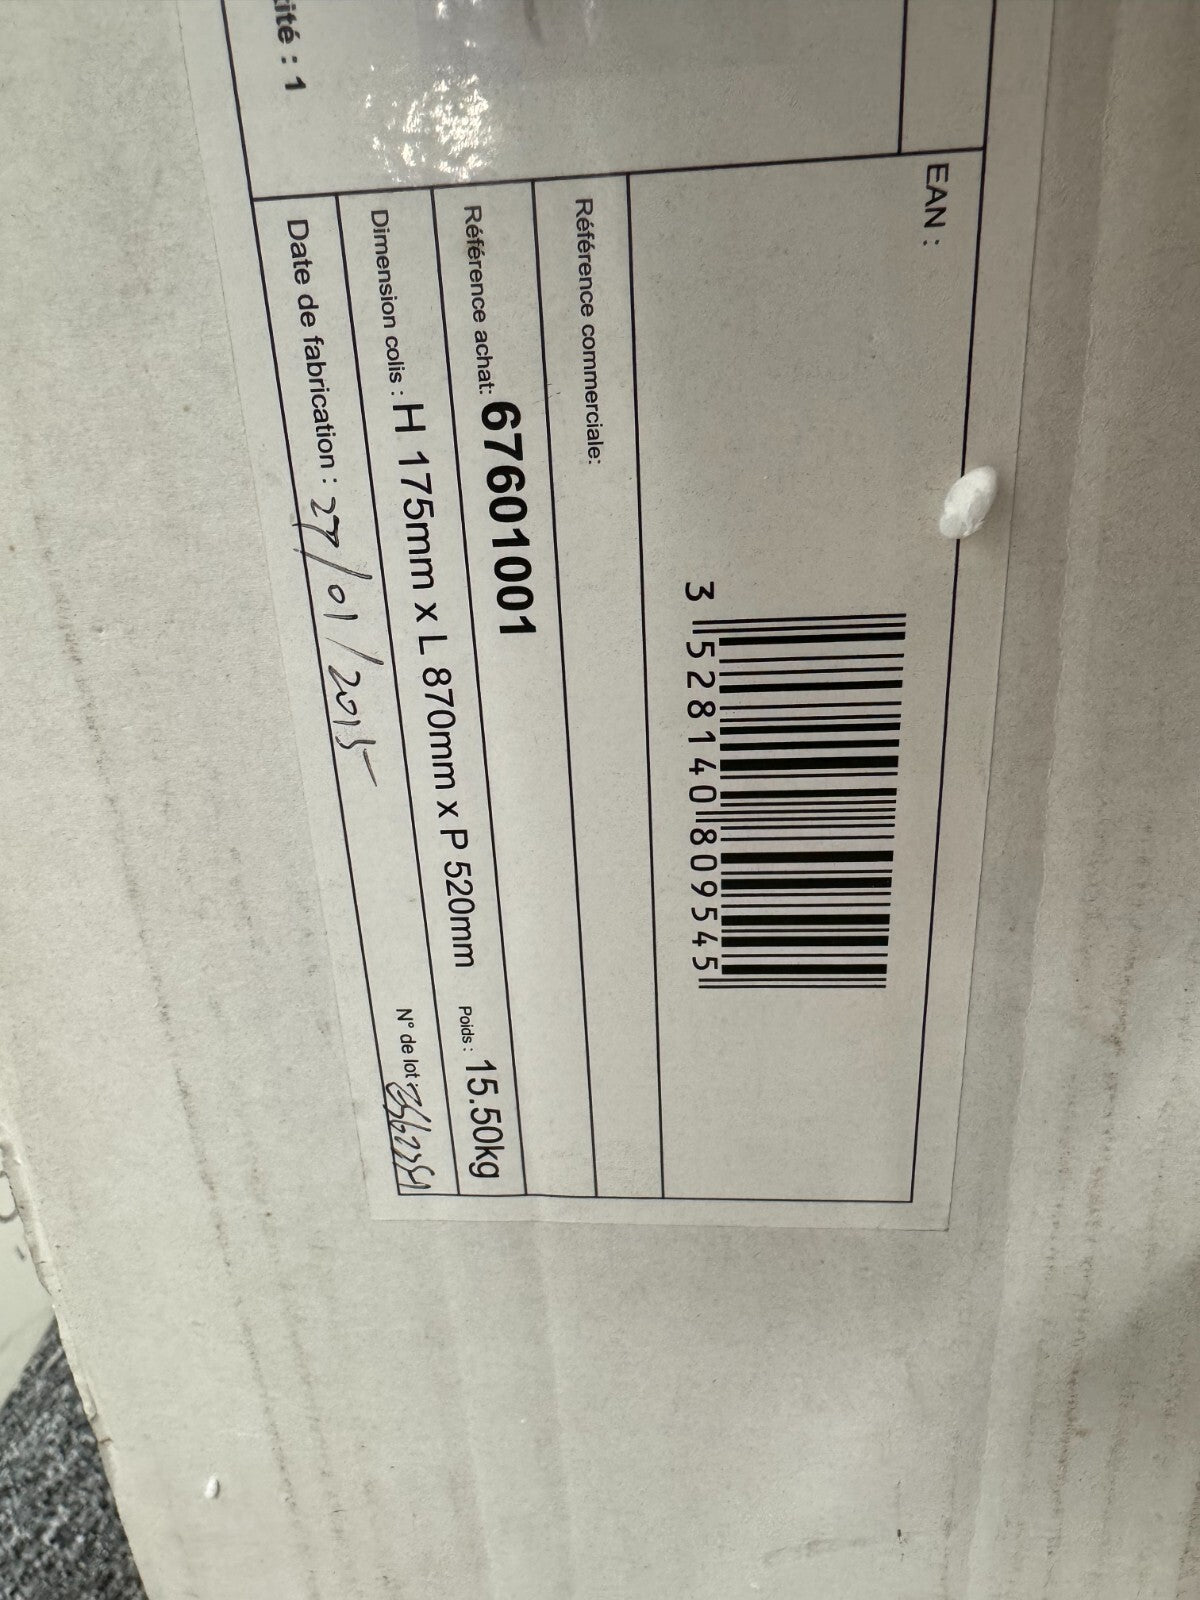 ité : 1
EAN :
3 528140 809545
Référence commerciale:
Référence achat: 67601001
Dimension colis : H 175mm x L 870mm x P 520mm Poids : 15.50kg
Date de fabrication : 27/01/2015 N° de lot :